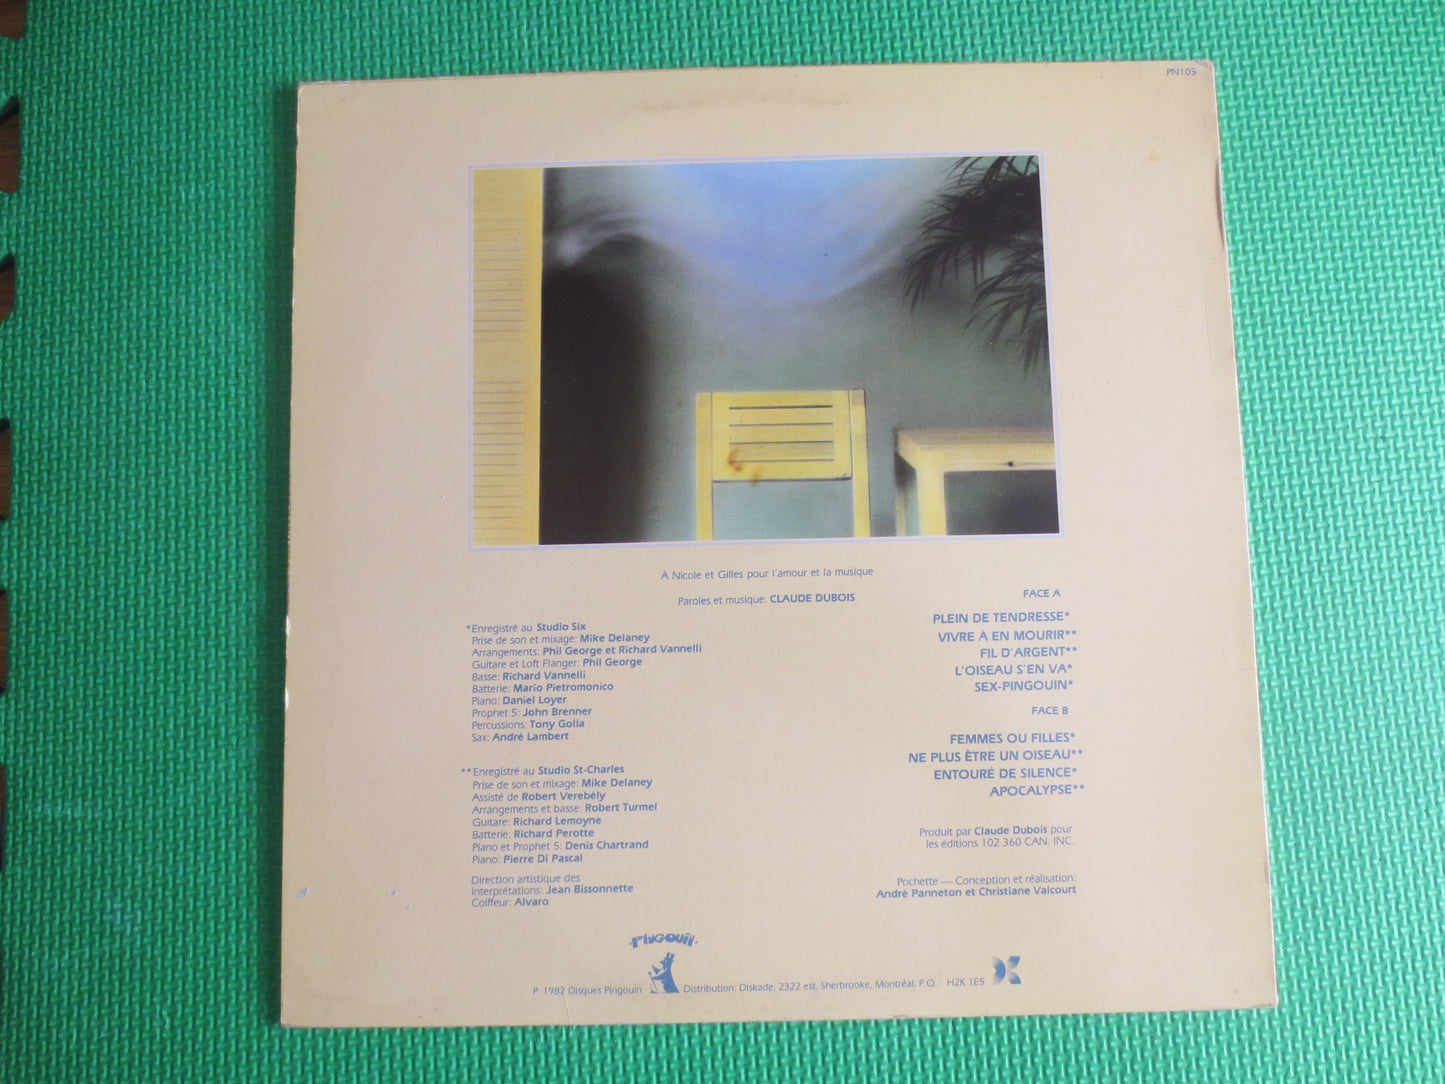 PN103
À Nicole et Gilles pour l'amour et la musique
Paroles et musique: CLAUDE DUBOIS
*Enregistré au Studio Six
Prise de son et mixage: Mike Delaney
Arrangements: Phil George et Richard Vannelli
Guitare et Loft Flanger: Phil George
Basse: Richard Vannelli
Batterie: Mario Pietromonico
Piano: Daniel Loyer
Prophet 5: John Brenner
Percussions: Tony Golla
Sax: André Lambert
**Enregistré au Studio St-Charles
Prise de son et mixage: Mike Delaney
Assisté de Robert Verebély
Arrangements et basse: Robert Turmel
Guitare: Richard Lemoyne
Batterie: Richard Perotte
Piano et Prophet 5: Denis Chartrand
Piano: Pierre Di Pascal
Direction artistique des
interprétations: Jean Bissonnette
Coiffeur: Alvaro
FACE A
PLEIN DE TENDRESSE*
VIVRE À EN MOURIR**
FIL D'ARGENT**
L'OISEAU S'EN VA*
SEX-PINGOUIN*
FACE B
FEMMES OU FILLES*
NE PLUS ÊTRE UN OISEAU**
ENTOURÉ DE SILENCE*
APOCALYPSE**
Produit par Claude Dubois pour
les éditions 102 360 CAN. INC.
Pochette — Conception et réalisation:
André Panneton et Christiane Valcourt
PINGOUIN
P. 1982 Disques Pingouin
Distribution: Diskade, 2322 est, Sherbrooke, Montréal, P.Q. H2K 1E5